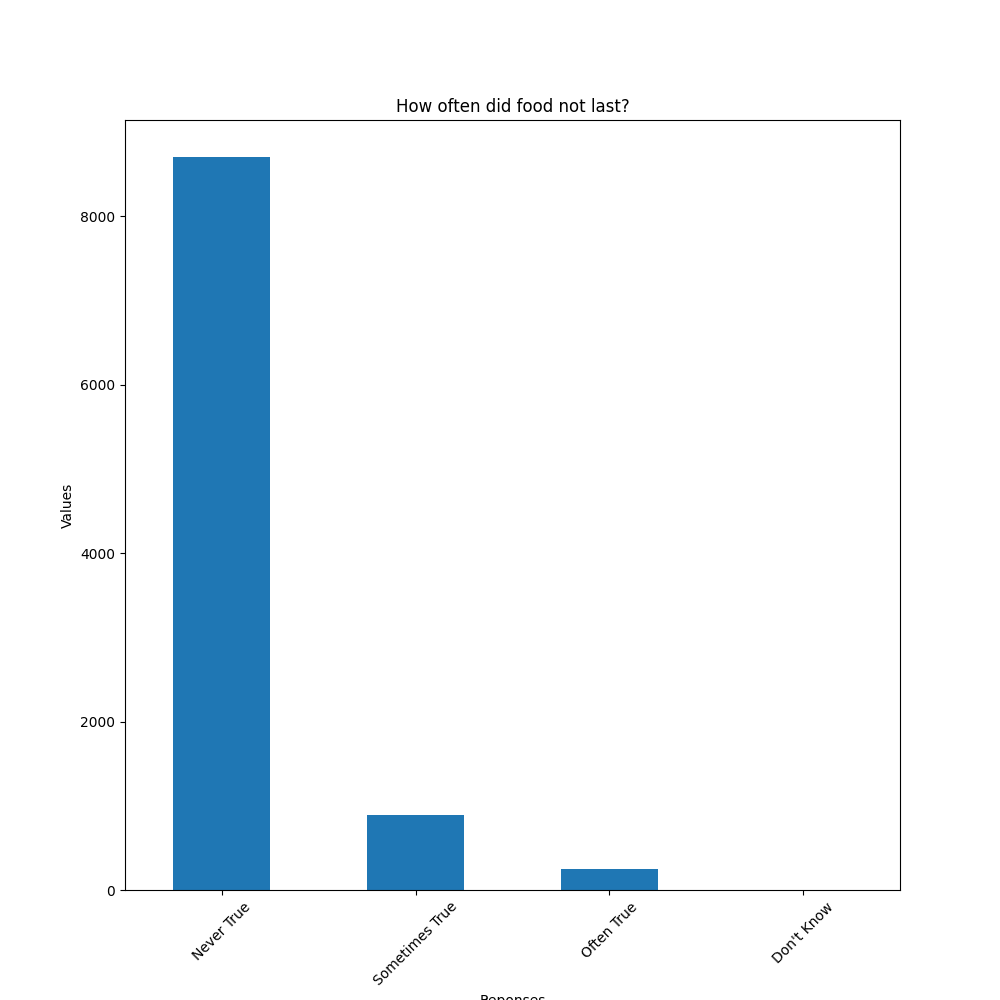 How often did food not last?
Values
8000
6000
4000
2000
0
Never True
Sometimes True
Often True
Don't Know
Reponses